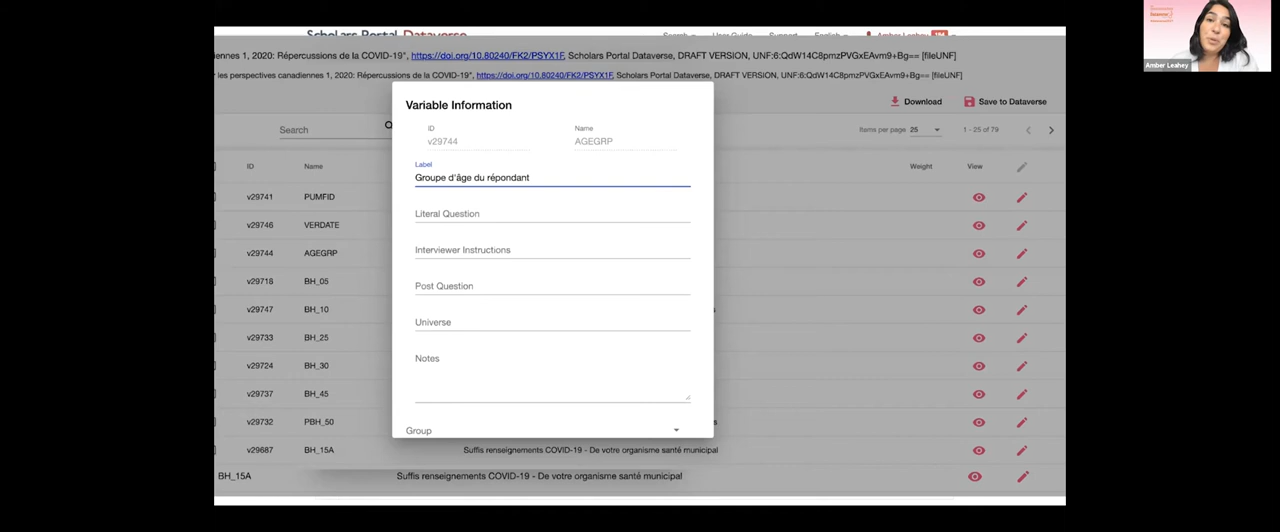 Scholars Portal Dataverse
Search User Guide Support English Amber Leahey
iennes 1, 2020: Répercussions de la COVID-19", https://doi.org/10.80240/FK2/PSYX1F, Scholars Portal Dataverse, DRAFT VERSION, UNF:6:QdW14C8pmzPVGxEAvm9+Bg== [fileUNF]
r les perspectives canadiennes 1, 2020: Répercussions de la COVID-19", https://doi.org/10.80240/FK2/PSYX1F, Scholars Portal Dataverse, DRAFT VERSION, UNF:6:QdW14C8pmzPVGxEAvm9+Bg== [fileUNF]
Download Save to Dataverse
Search Items per page 25 1 - 25 of 79
ID Name Weight View
v29741 PUMFID
v29746 VERDATE
v29744 AGEGRP
v29718 BH_05
v29747 BH_10
v29733 BH_25
v29724 BH_30
v29737 BH_45
v29732 PBH_50
v29687 BH_15A Suffis renseignements COVID-19 - De votre organisme santé municipal
BH_15A Suffis renseignements COVID-19 - De votre organisme santé municipal
Variable Information
ID Name
v29744 AGEGRP
Label
Groupe d'âge du répondant
Literal Question
Interviewer Instructions
Post Question
Universe
Notes
Group
Amber Leahey